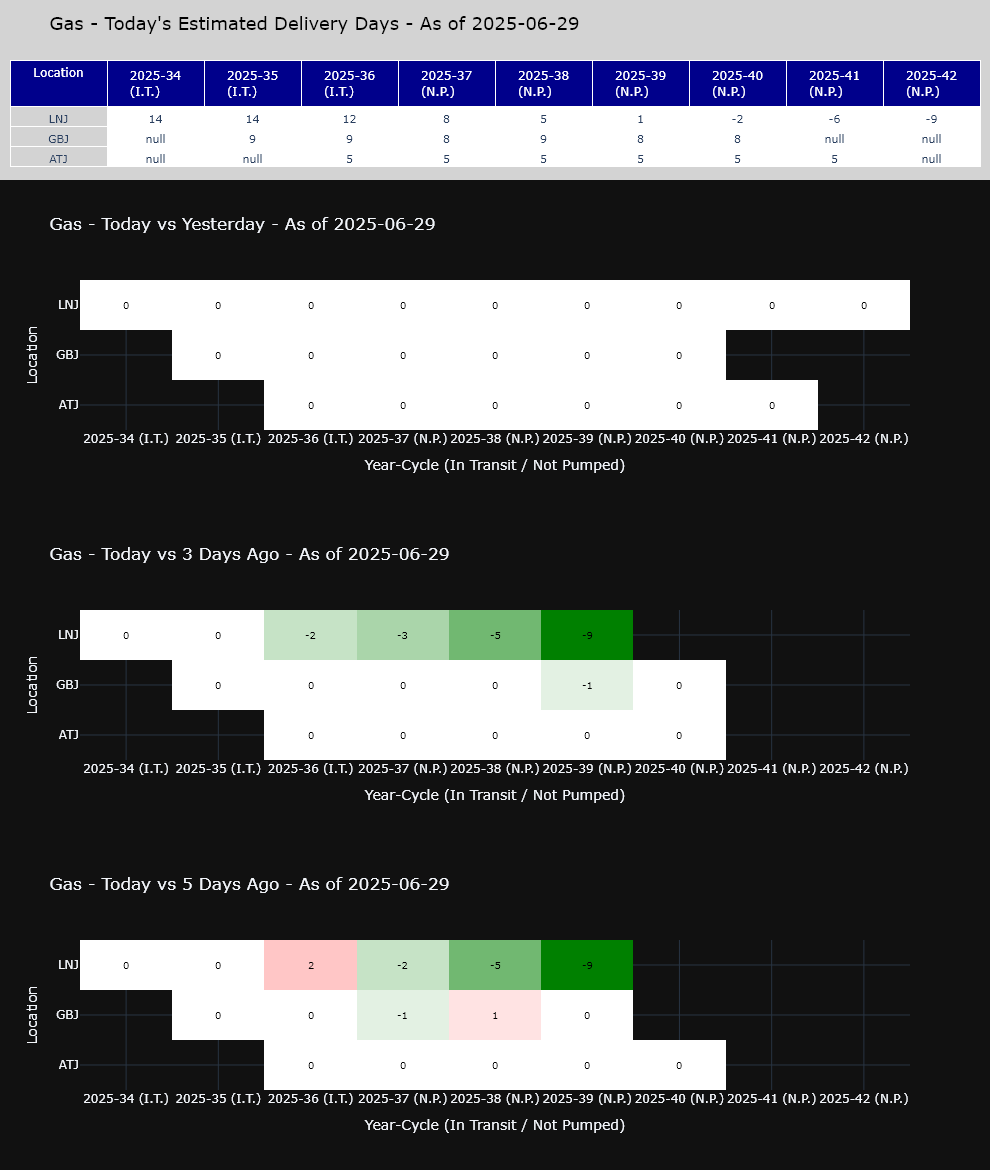 Gas - Today's Estimated Delivery Days - As of 2025-06-29
Location 2025-34 (I.T.) 2025-35 (I.T.) 2025-36 (I.T.) 2025-37 (N.P.) 2025-38 (N.P.) 2025-39 (N.P.) 2025-40 (N.P.) 2025-41 (N.P.) 2025-42 (N.P.)
LNJ 14 14 12 8 5 1 -2 -6 -9
GBJ null 9 9 8 9 8 8 null null
ATJ null null 5 5 5 5 5 5 null
Gas - Today vs Yesterday - As of 2025-06-29
Location
LNJ 0 0 0 0 0 0 0 0 0
GBJ 0 0 0 0 0 0
ATJ 0 0 0 0 0 0
2025-34 (I.T.) 2025-35 (I.T.) 2025-36 (I.T.) 2025-37 (N.P.) 2025-38 (N.P.) 2025-39 (N.P.) 2025-40 (N.P.) 2025-41 (N.P.) 2025-42 (N.P.)
Year-Cycle (In Transit / Not Pumped)
Gas - Today vs 3 Days Ago - As of 2025-06-29
Location
LNJ 0 0 -2 -3 -5 -9
GBJ 0 0 0 0 -1 0
ATJ 0 0 0 0 0
2025-34 (I.T.) 2025-35 (I.T.) 2025-36 (I.T.) 2025-37 (N.P.) 2025-38 (N.P.) 2025-39 (N.P.) 2025-40 (N.P.) 2025-41 (N.P.) 2025-42 (N.P.)
Year-Cycle (In Transit / Not Pumped)
Gas - Today vs 5 Days Ago - As of 2025-06-29
Location
LNJ 0 0 2 -2 -5 -9
GBJ 0 0 -1 1 0
ATJ 0 0 0 0 0
2025-34 (I.T.) 2025-35 (I.T.) 2025-36 (I.T.) 2025-37 (N.P.) 2025-38 (N.P.) 2025-39 (N.P.) 2025-40 (N.P.) 2025-41 (N.P.) 2025-42 (N.P.)
Year-Cycle (In Transit / Not Pumped)